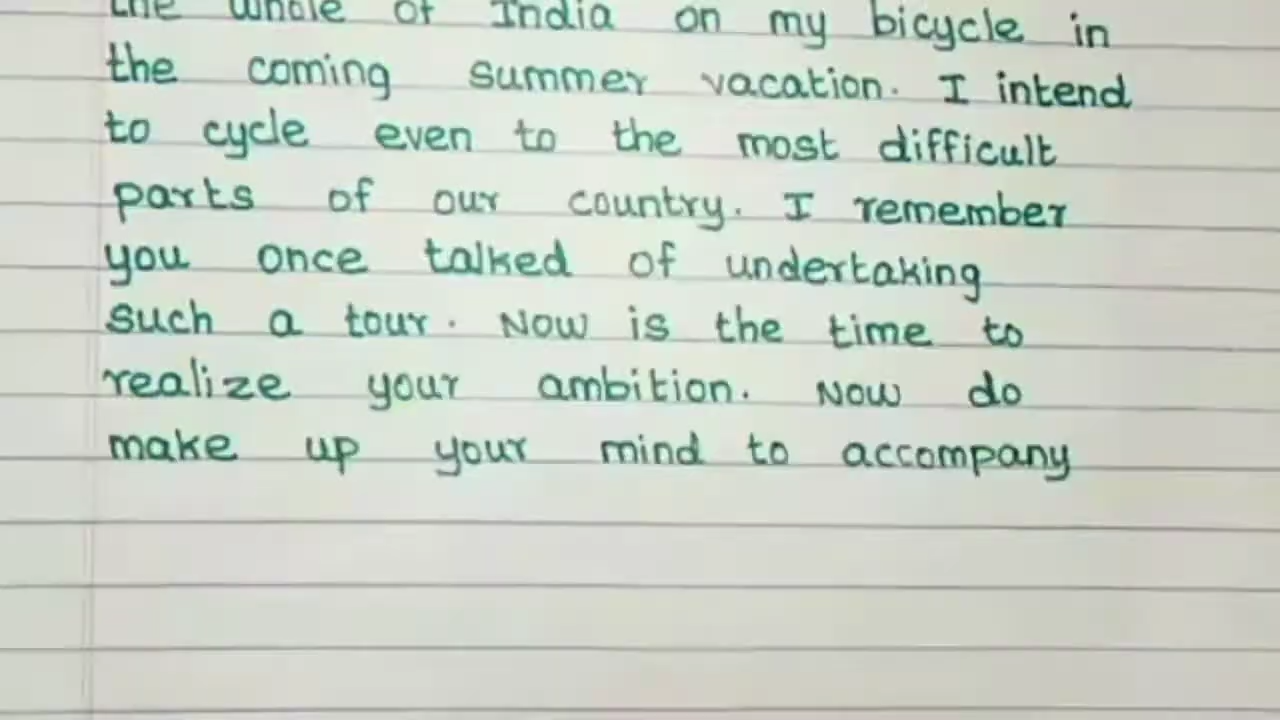 the whole of India on my bicycle in
the coming summer vacation. I intend
to cycle even to the most difficult
parts of our country. I remember
you once talked of undertaking
such a tour. Now is the time to
realize your ambition. Now do
make up your mind to accompany